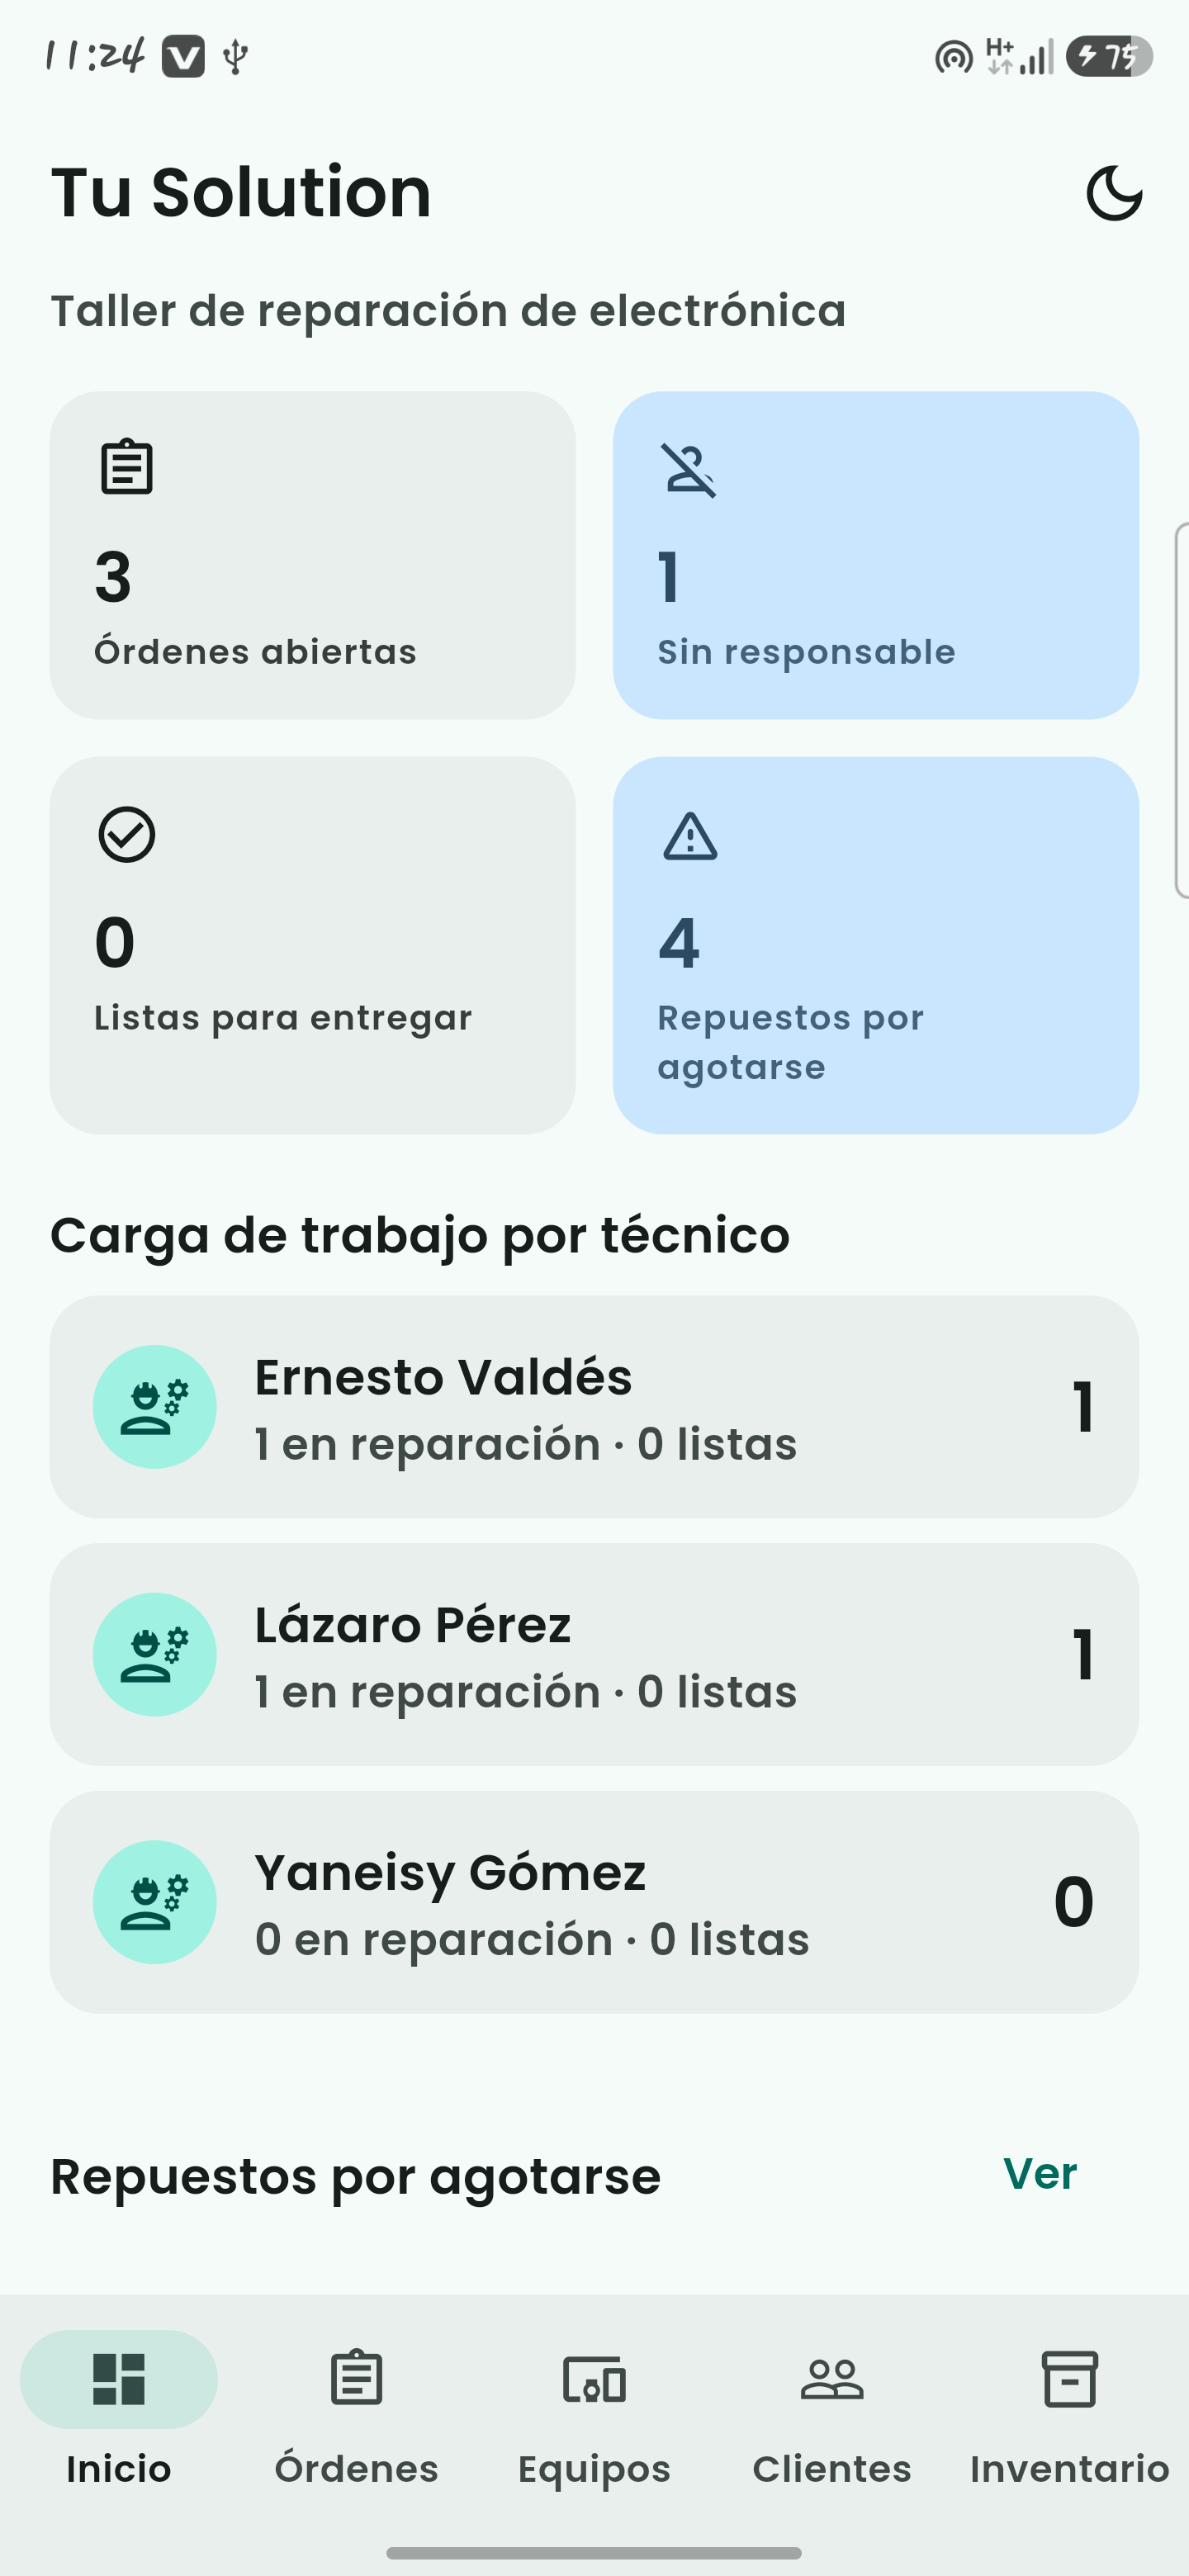 11:24
H+
75
Tu Solution
Taller de reparación de electrónica
3
Órdenes abiertas
1
Sin responsable
0
Listas para entregar
4
Repuestos por
agotarse
Carga de trabajo por técnico
Ernesto Valdés
1 en reparación · 0 listas
1
Lázaro Pérez
1 en reparación · 0 listas
1
Yaneisy Gómez
0 en reparación · 0 listas
0
Repuestos por agotarse
Ver
Inicio
Órdenes
Equipos
Clientes
Inventario